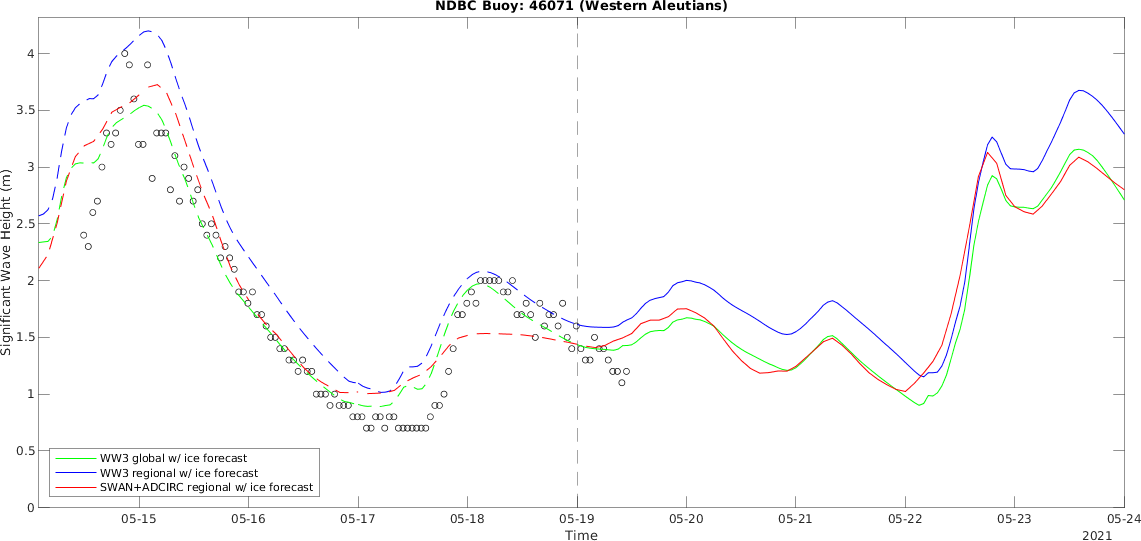 NDBC Buoy: 46071 (Western Aleutians)
Significant Wave Height (m)
4
3.5
3
2.5
2
1.5
1
0.5
0
WW3 global w/ ice forecast
WW3 regional w/ ice forecast
SWAN+ADCIRC regional w/ ice forecast
05-15 05-16 05-17 05-18 05-19 05-20 05-21 05-22 05-23 05-24
Time
2021